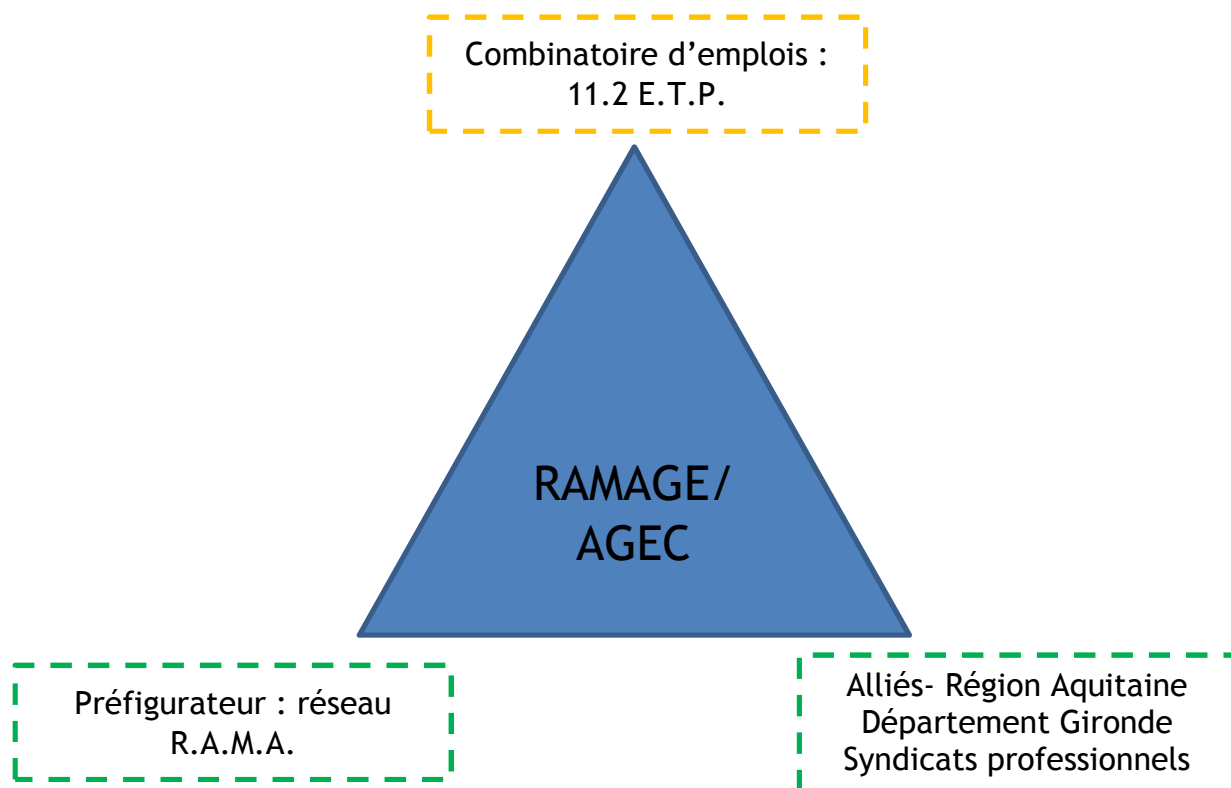 Combinatoire d’emplois :
11.2 E.T.P.
RAMAGE/
AGEC
Préfigurateur : réseau
R.A.M.A.
Alliés- Région Aquitaine
Département Gironde
Syndicats professionnels